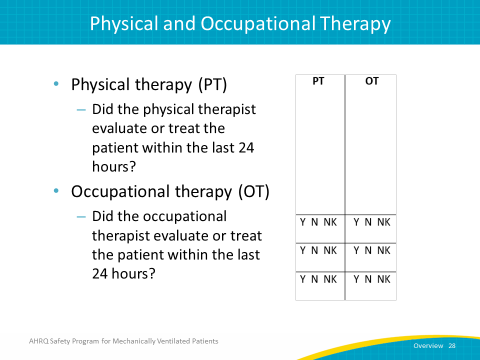 Physical and Occupational Therapy
• Physical therapy (PT)
– Did the physical therapist
evaluate or treat the
patient within the last 24
hours?
• Occupational therapy (OT)
– Did the occupational
therapist evaluate or treat
the patient within the last
24 hours?
PT OT
Y N NK Y N NK
Y N NK Y N NK
Y N NK Y N NK
AHRQ Safety Program for Mechanically Ventilated Patients
Overview 28